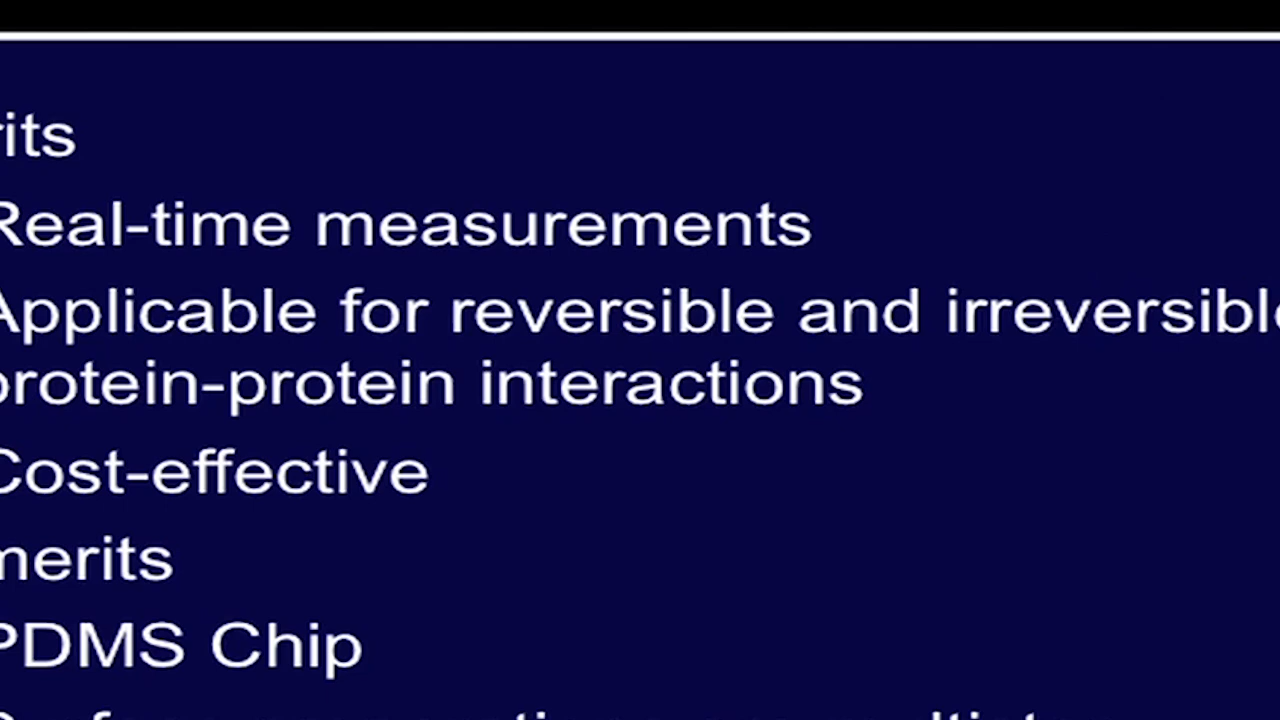 rits
Real-time measurements
Applicable for reversible and irreversible
protein-protein interactions
Cost-effective
merits
PDMS Chip